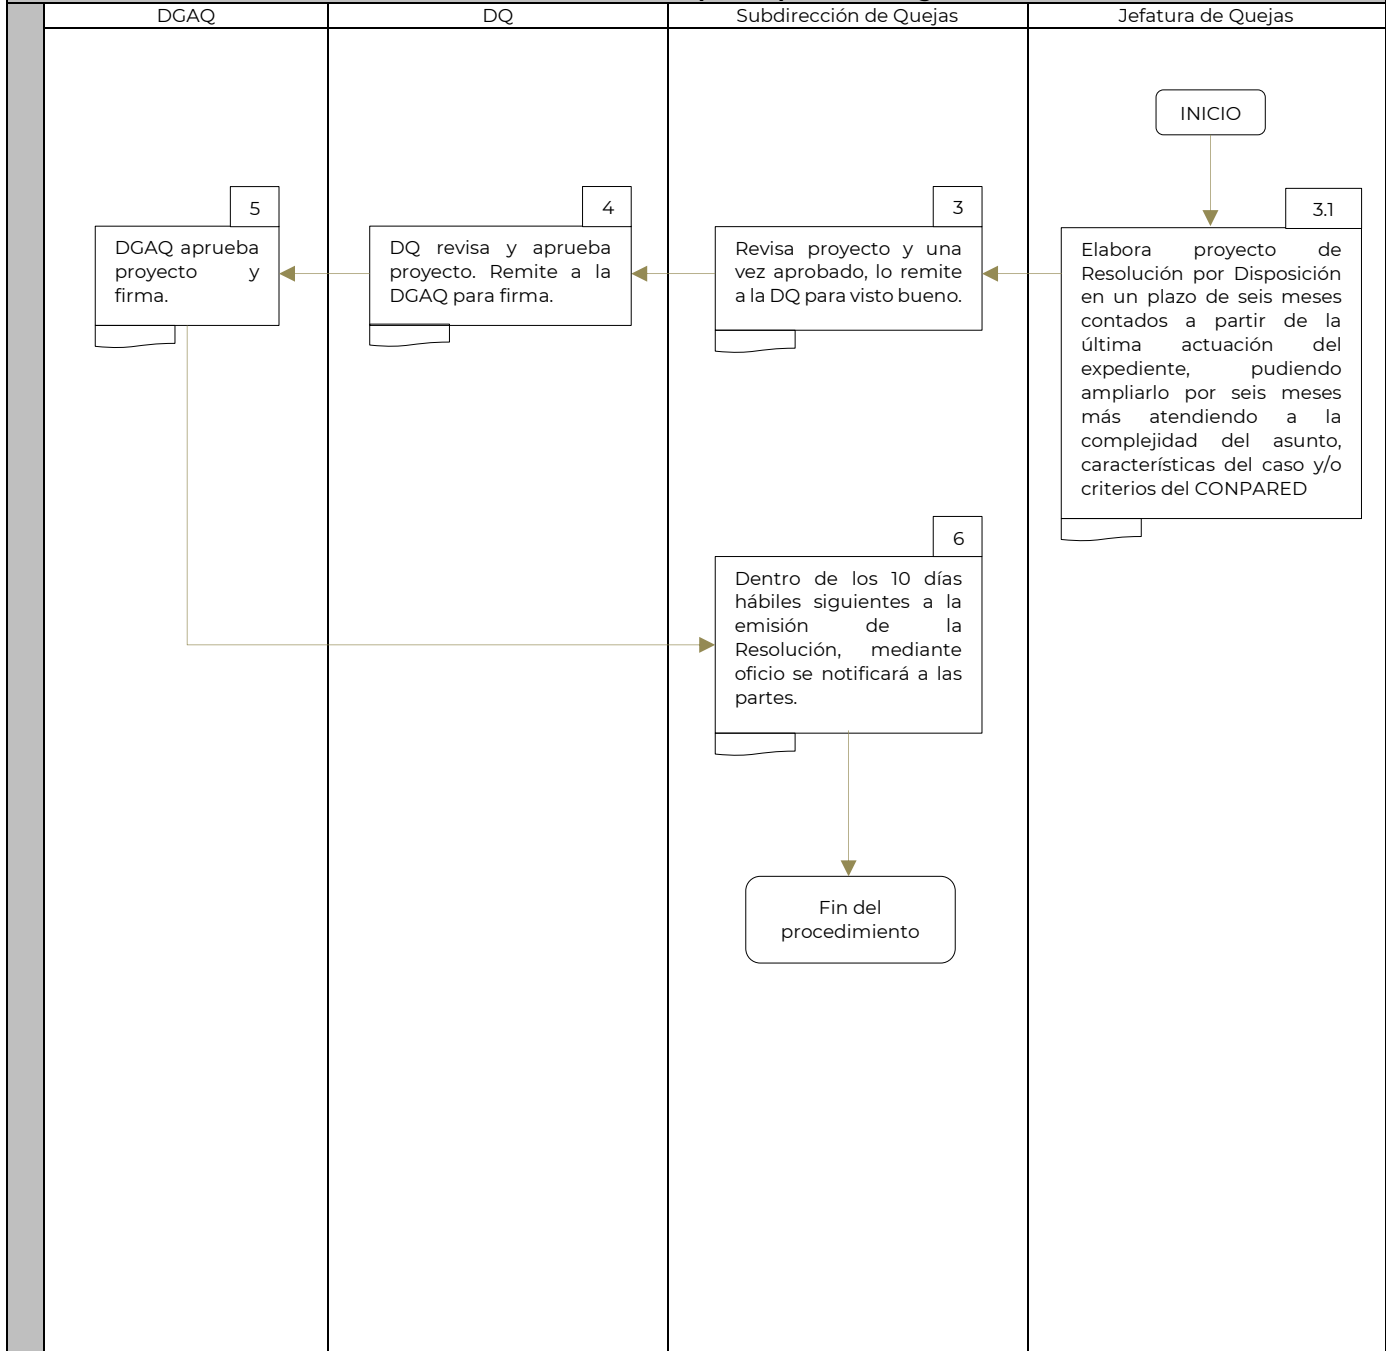 DGAQ
DQ
Subdirección de Quejas
Jefatura de Quejas
INICIO
5
DGAQ aprueba
proyecto y
firma.
4
DQ revisa y aprueba
proyecto. Remite a la
DGAQ para firma.
3
Revisa proyecto y una
vez aprobado, lo remite
a la DQ para visto bueno.
3.1
Elabora proyecto de
Resolución por Disposición
en un plazo de seis meses
contados a partir de la
última actuación del
expediente, pudiendo
ampliarlo por seis meses
más atendiendo a la
complejidad del asunto,
características del caso y/o
criterios del CONPARED
6
Dentro de los 10 días
hábiles siguientes a la
emisión de la
Resolución, mediante
oficio se notificará a las
partes.
Fin del
procedimiento